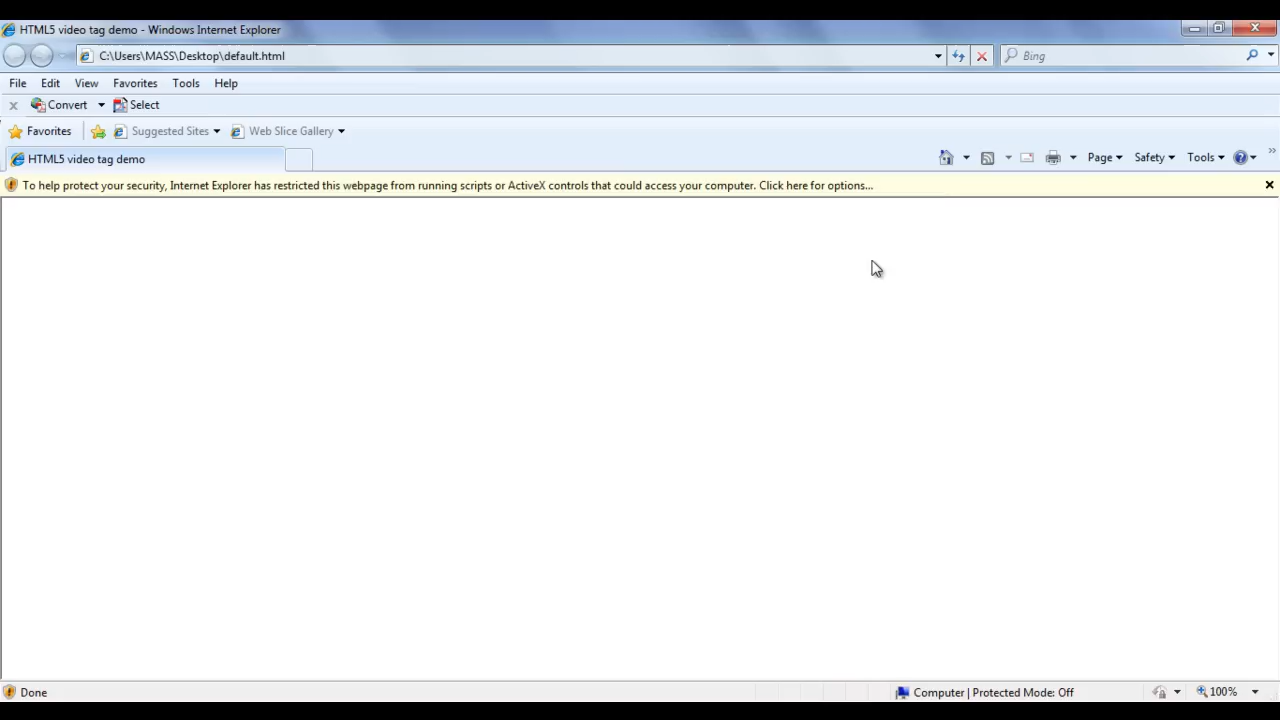 HTML5 video tag demo - Windows Internet Explorer
C:\Users\MASS\Desktop\default.html
Bing
File Edit View Favorites Tools Help
x Convert Select
Favorites Suggested Sites Web Slice Gallery
HTML5 video tag demo
Page Safety Tools
To help protect your security, Internet Explorer has restricted this webpage from running scripts or ActiveX controls that could access your computer. Click here for options...
Done
Computer | Protected Mode: Off
100%